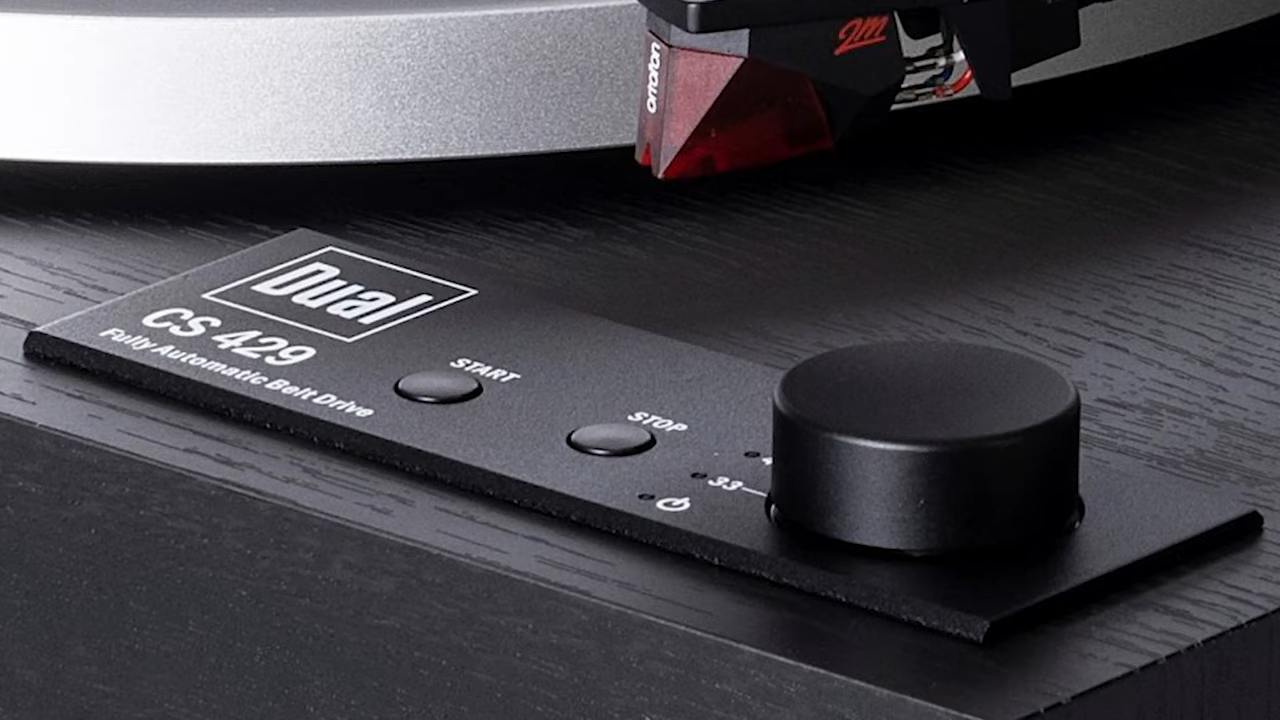 2m
ortofon
Dual
CS 429
Fully Automatic Belt Drive
START
STOP
33